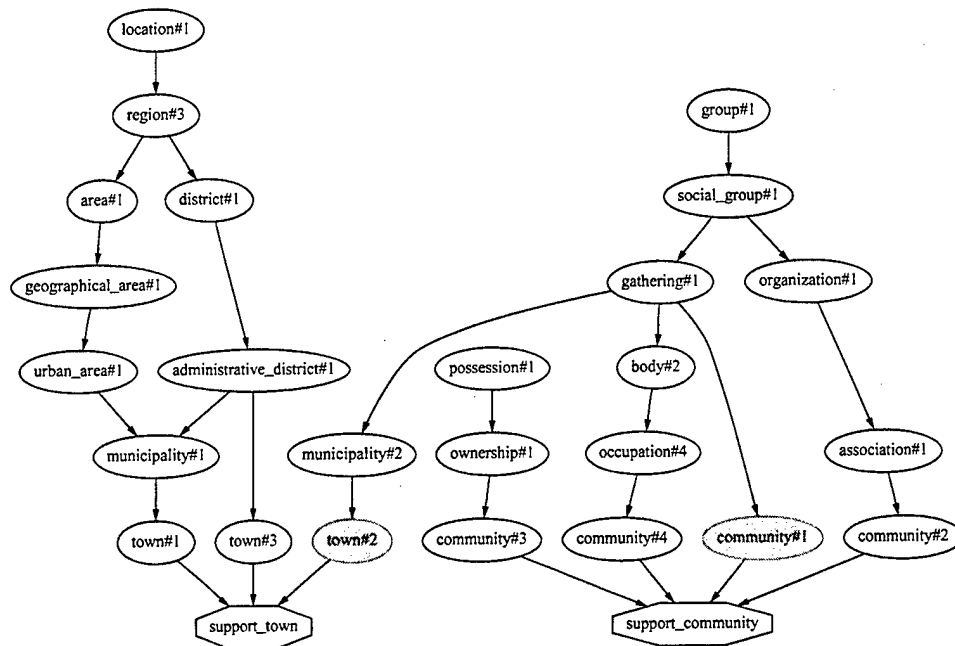 location#1
region#3
group#1
area#1
district#1
social_group#1
geographical_area#1
gathering#1
organization#1
urban_area#1
administrative_district#1
possession#1
body#2
municipality#1
municipality#2
ownership#1
occupation#4
association#1
town#1
town#3
town#2
community#3
community#4
community#1
community#2
support_town
support_community